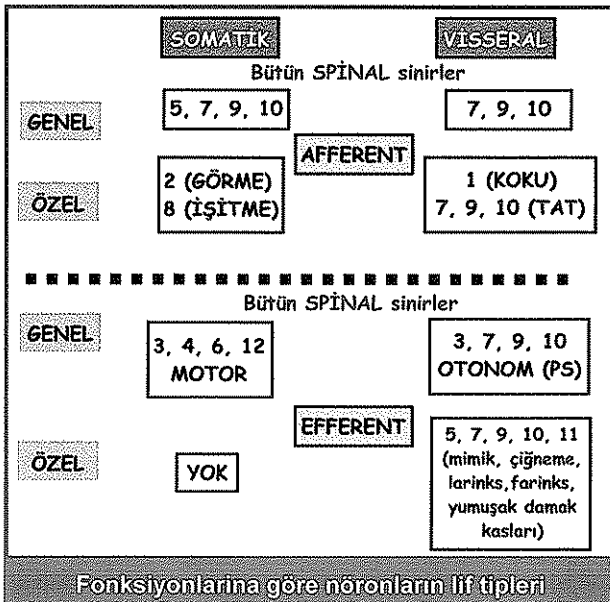 SOMATİK VİSSERAL
Bütün SPİNAL sinirler
GENEL 5, 7, 9, 10 7, 9, 10
AFFERENT
ÖZEL
2 (GÖRME)
8 (İŞİTME)
1 (KOKU)
7, 9, 10 (TAT)
Bütün SPİNAL sinirler
GENEL
3, 4, 6, 12
MOTOR
3, 7, 9, 10
OTONOM (PS)
EFFERENT
ÖZEL
YOK
5, 7, 9, 10, 11
(mimik, çiğneme,
larinks, farinks,
yumuşak damak
kasları)
Fonksiyonlarına göre nöronların lif tipleri